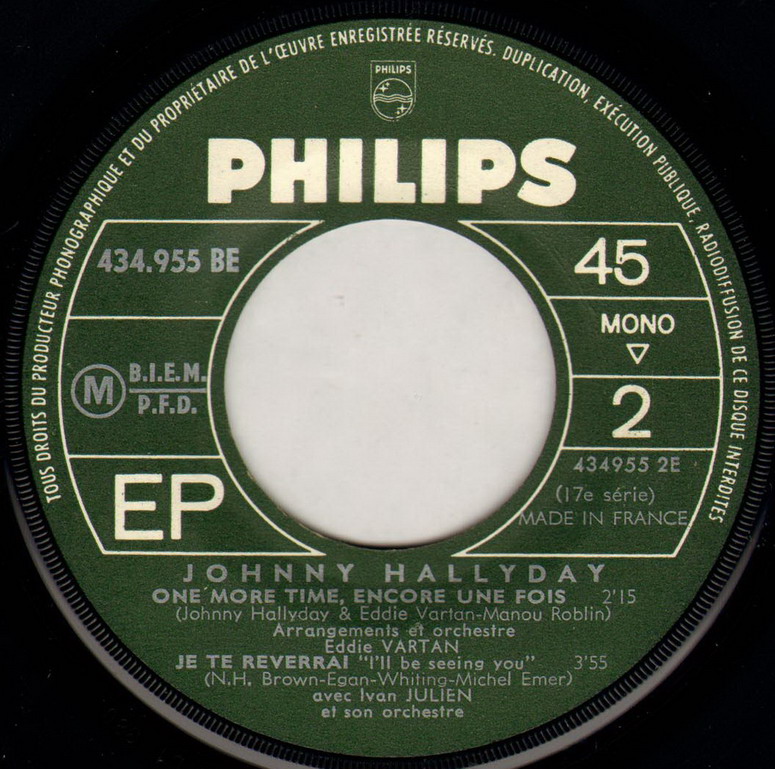 TOUS DROITS DU PRODUCTEUR PHONOGRAPHIQUE ET DU PROPRIÉTAIRE DE L'ŒUVRE ENREGISTRÉE RÉSERVÉS. DUPLICATION, EXÉCUTION PUBLIQUE, RADIODIFFUSION DE CE DISQUE INTERDITES
PHILIPS
PHILIPS
434.955 BE
M B.I.E.M.
P.F.D.
EP
45
MONO
▽
2
434955 2E
(17e série)
MADE IN FRANCE
JOHNNY HALLYDAY
ONE MORE TIME, ENCORE UNE FOIS 2'15
(Johnny Hallyday & Eddie Vartan-Manou Roblin)
Arrangements et orchestre
Eddie VARTAN
JE TE REVERRAI "I'll be seeing you" 3'55
(N.H. Brown-Egan-Whiting-Michel Emer)
avec Ivan JULIEN
et son orchestre